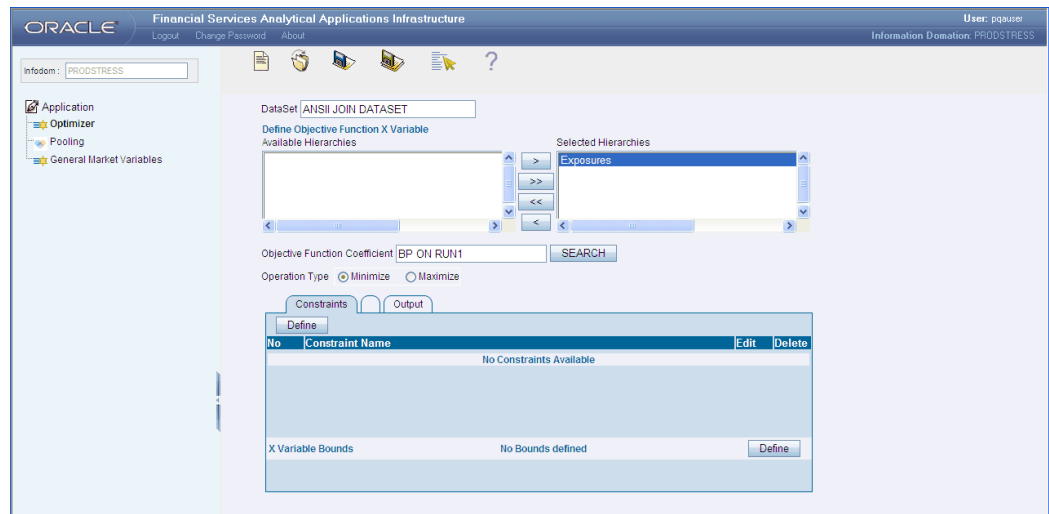 ORACLE
Financial Services Analytical Applications Infrastructure
User: pqauser
Logout Change Password About
Information Domation: PRODSTRESS
Infodom : PRODSTRESS
?
Application
Optimizer
Pooling
General Market Variables
DataSet ANSII JOIN DATASET
Define Objective Function X Variable
Available Hierarchies
Selected Hierarchies
>
Exposures
>>
<<
<
Objective Function Coefficient BP ON RUN1 SEARCH
Operation Type Minimize Maximize
Constraints Output
Define
No Constraint Name Edit Delete
No Constraints Available
X Variable Bounds No Bounds defined Define